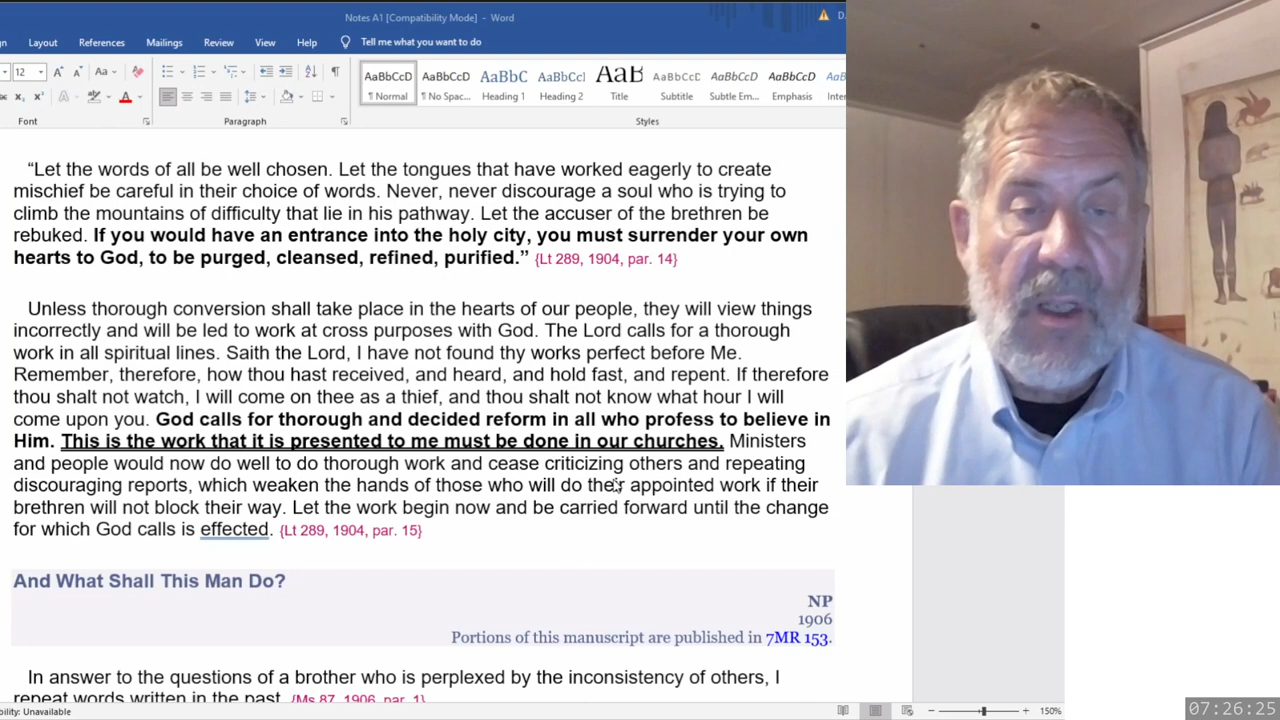 Notes A1 [Compatibility Mode] - Word
Layout References Mailings Review View Help Tell me what you want to do
12 Aa
AaBbCcD AaBbCcD AaBbC AaBbCcI AaB AaBbCcD AaBbCcD AaBbCcD
¶ Normal ¶ No Spac... Heading 1 Heading 2 Title Subtitle Subtle Em... Emphasis
Font Paragraph Styles
“Let the words of all be well chosen. Let the tongues that have worked eagerly to create
mischief be careful in their choice of words. Never, never discourage a soul who is trying to
climb the mountains of difficulty that lie in his pathway. Let the accuser of the brethren be
rebuked. If you would have an entrance into the holy city, you must surrender your own
hearts to God, to be purged, cleansed, refined, purified.” {Lt 289, 1904, par. 14}
Unless thorough conversion shall take place in the hearts of our people, they will view things
incorrectly and will be led to work at cross purposes with God. The Lord calls for a thorough
work in all spiritual lines. Saith the Lord, I have not found thy works perfect before Me.
Remember, therefore, how thou hast received, and heard, and hold fast, and repent. If therefore
thou shalt not watch, I will come on thee as a thief, and thou shalt not know what hour I will
come upon you. God calls for thorough and decided reform in all who profess to believe in
Him. This is the work that it is presented to me must be done in our churches. Ministers
and people would now do well to do thorough work and cease criticizing others and repeating
discouraging reports, which weaken the hands of those who will do their appointed work if their
brethren will not block their way. Let the work begin now and be carried forward until the change
for which God calls is effected. {Lt 289, 1904, par. 15}
And What Shall This Man Do?
NP
1906
Portions of this manuscript are published in 7MR 153.
In answer to the questions of a brother who is perplexed by the inconsistency of others, I
repeat words written in the past. {Ms 87, 1906, par. 1}
bility: Unavailable
150%
07:26:25